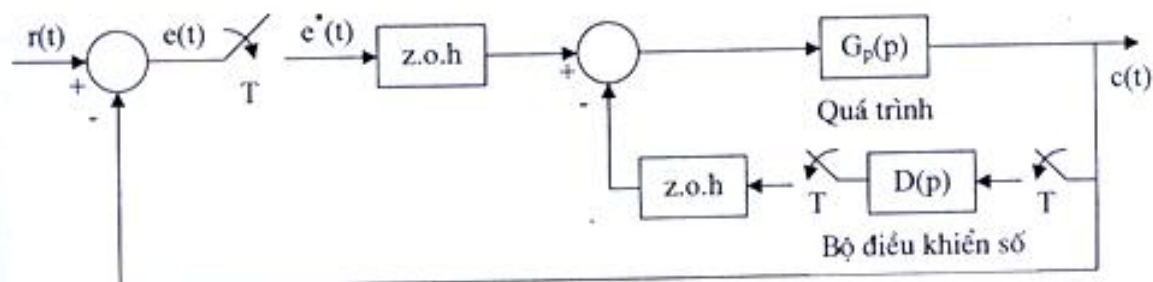 r(t)
+
-
e(t)
T
e*(t)
z.o.h
+
-
Gp(p)
c(t)
Quá trình
z.o.h
T
D(p)
T
Bộ điều khiển số